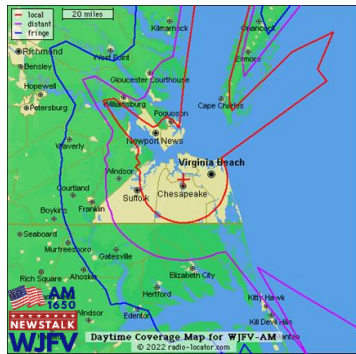 local
distant
fringe
20 miles
Kilmarnock
Onancock
Richmond
West Point
Exmore
Bensley
Gloucester Courthouse
Hopewell
Williamsburg
Cape Charles
Petersburg
Poquoson
Newport News
Waverly
Virginia Beach
Windsor
Courtland
Suffolk
Chesapeake
Franklin
Boykins
Seaboard
Murfreesboro
Gatesville
Ahoskie
Elizabeth City
Rich Square
Hertford
Kitty Hawk
AM
1650
Windsor
Edenton
Kill Devil Hills
NEWSTALK
WJFV
Daytime Coverage Map for WJFV-AM
© 2022 radio-locator.com